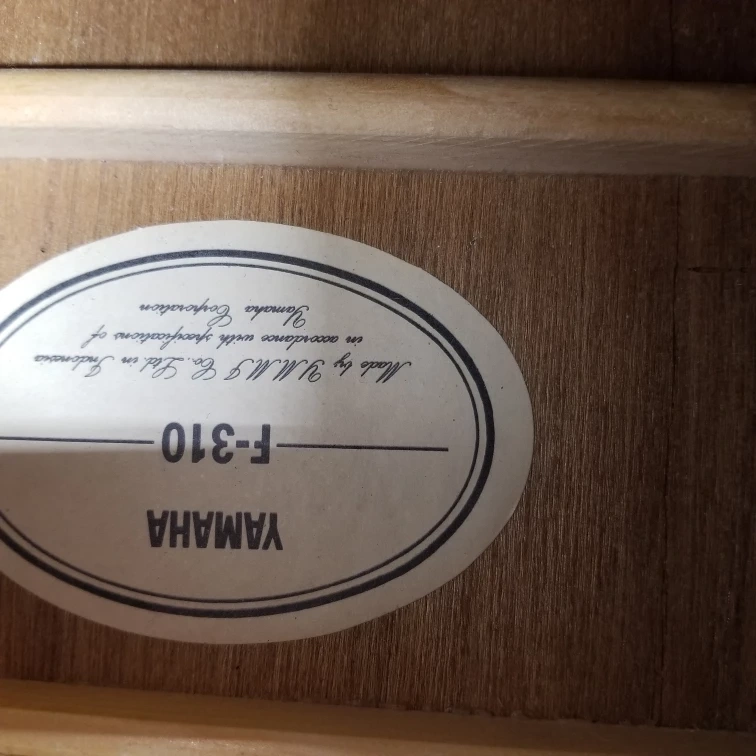 YAMAHA
F-310
Made by Y.M.M.I Co. Ltd in Indonesia
in accordance with specifications of
Yamaha Corporation